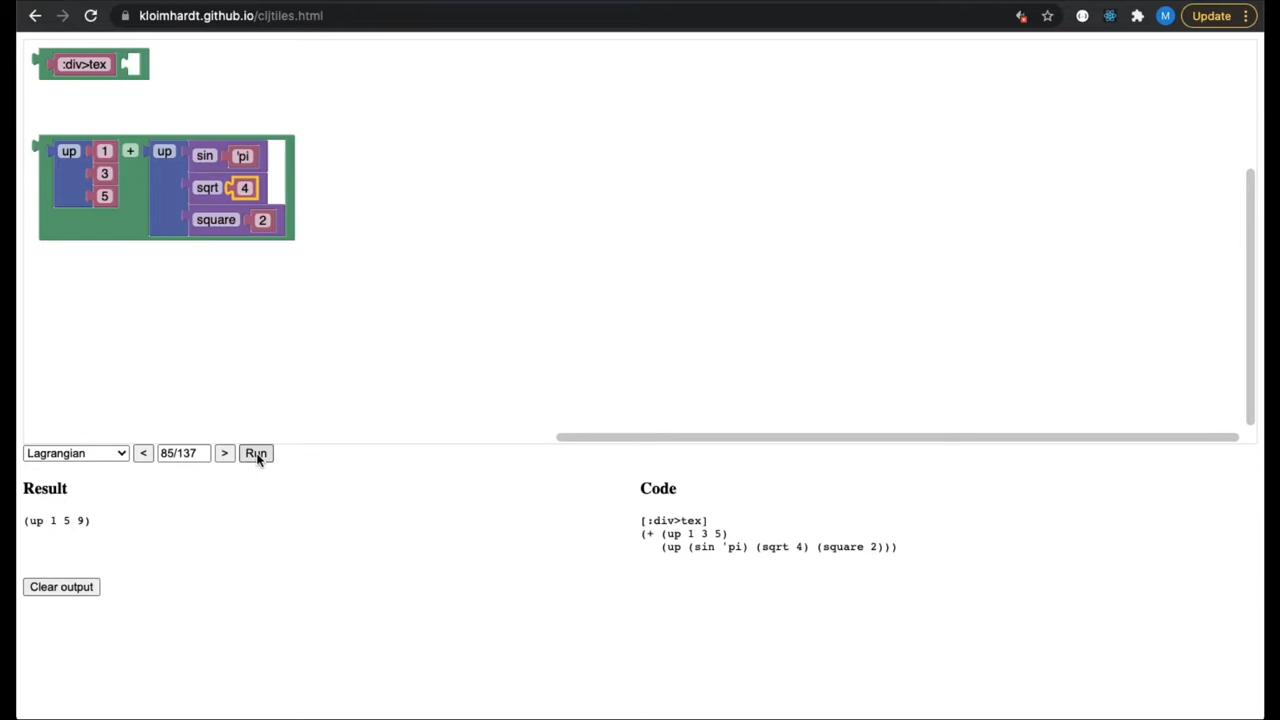 kloimhardt.github.io/cljtiles.html
M
Update
:div>tex
up 1 + up sin 'pi
3
sqrt 4
5
square 2
Lagrangian < 85/137 > Run
Result
Code
(up 1 5 9)
[:div>tex]
(+ (up 1 3 5)
(up (sin 'pi) (sqrt 4) (square 2)))
Clear output